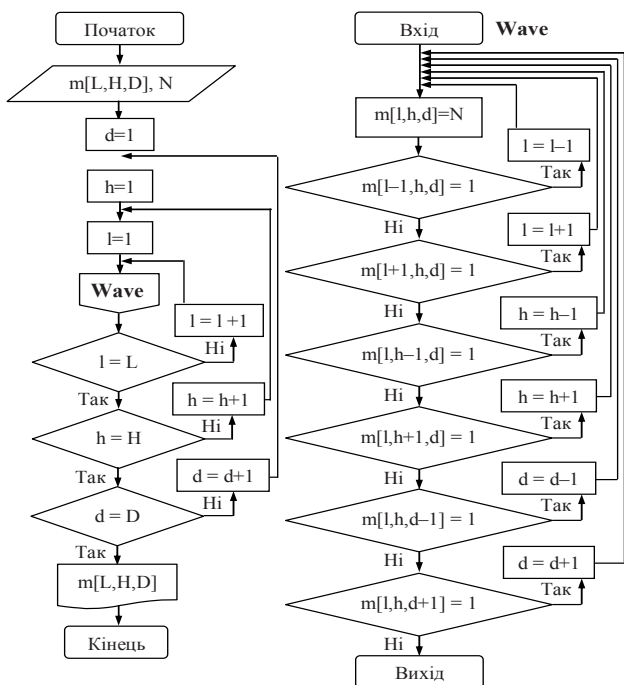 Початок
m[L,H,D], N
d=1
h=1
l=1
Wave
l = l +1
l = L
Ні
Так
h = h+1
h = H
Ні
Так
d = d+1
d = D
Ні
Так
m[L,H,D]
Кінець
Вхід
Wave
m[l,h,d]=N
l = l–1
Так
m[l–1,h,d] = 1
Ні
l = l+1
Так
m[l+1,h,d] = 1
Ні
h = h–1
Так
m[l,h–1,d] = 1
Ні
h = h+1
Так
m[l,h+1,d] = 1
Ні
d = d–1
Так
m[l,h,d–1] = 1
Ні
d = d+1
Так
m[l,h,d+1] = 1
Ні
Вихід